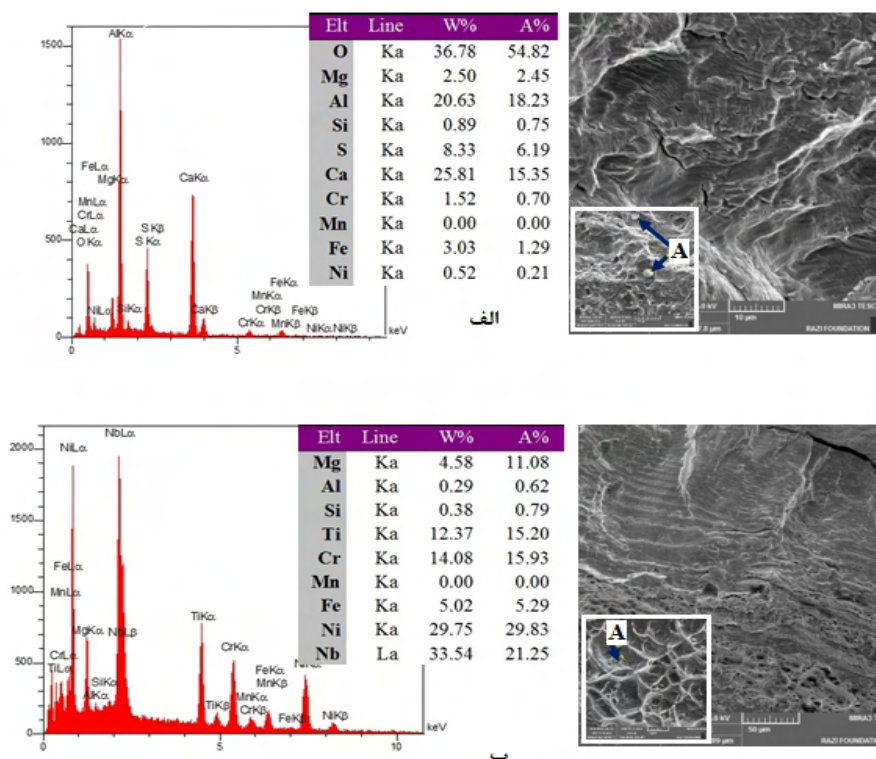 Elt Line W% A%
O Ka 36.78 54.82
Mg Ka 2.50 2.45
Al Ka 20.63 18.23
Si Ka 0.89 0.75
S Ka 8.33 6.19
Ca Ka 25.81 15.35
Cr Ka 1.52 0.70
Mn Ka 0.00 0.00
Fe Ka 3.03 1.29
Ni Ka 0.52 0.21
1500
1000
500
0
AlKα
FeLα
MgKα
MnLα
CrLα
CaLα
O Kα
NiLα
SiKα
S Kβ
S Kα
CaKα
CaKβ
FeKα
MnKα
CrKβ FeKβ
CrKα MnKβ
NiKα NiKβ
keV
0 5
الف
A
10 µm
MIRA3 TESC
RAZI FOUNDATION
Elt Line W% A%
Mg Ka 4.58 11.08
Al Ka 0.29 0.62
Si Ka 0.38 0.79
Ti Ka 12.37 15.20
Cr Ka 14.08 15.93
Mn Ka 0.00 0.00
Fe Ka 5.02 5.29
Ni Ka 29.75 29.83
Nb La 33.54 21.25
2000
1500
1000
500
0
NbLα
NiLα
FeLα
MnLα
MgKα
NbLβ
CrLα
TiLα
SiKα
AlKα
TiKα
TiKβ
CrKα
FeKα
MnKβ
MnKα
CrKβ
FeKβ
NiKβ
keV
0 5 10
ب
A
50 µm
MIRA3 TESC
RAZI FOUNDATION